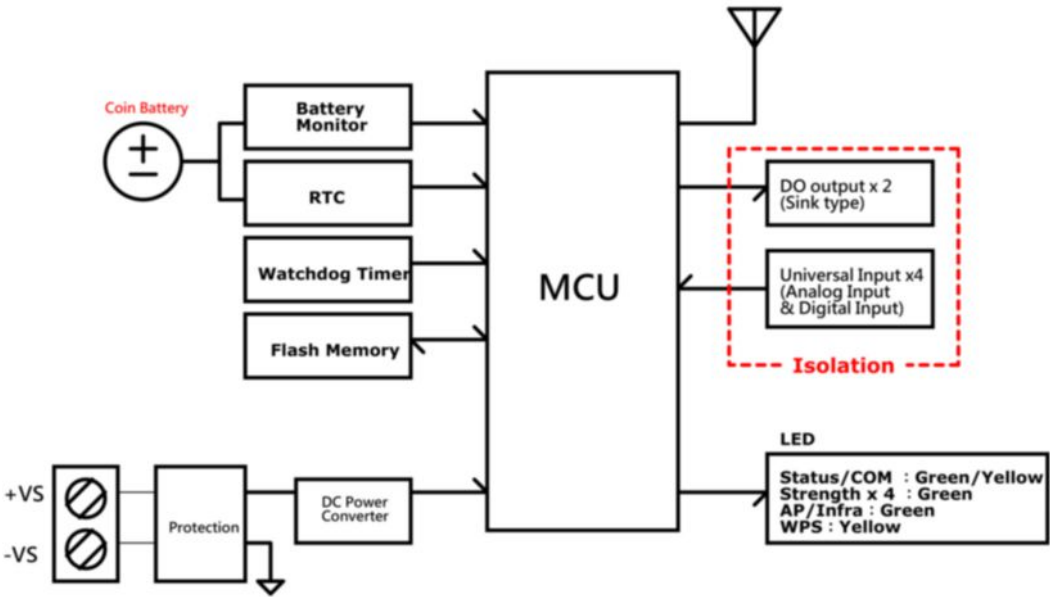 Coin Battery
Battery
Monitor
RTC
Watchdog Timer
Flash Memory
MCU
DO output x 2
(Sink type)
Universal Input x4
(Analog Input
& Digital Input)
Isolation
+VS
-VS
Protection
DC Power
Converter
LED
Status/COM : Green/Yellow
Strength x 4 : Green
AP/Infra : Green
WPS : Yellow